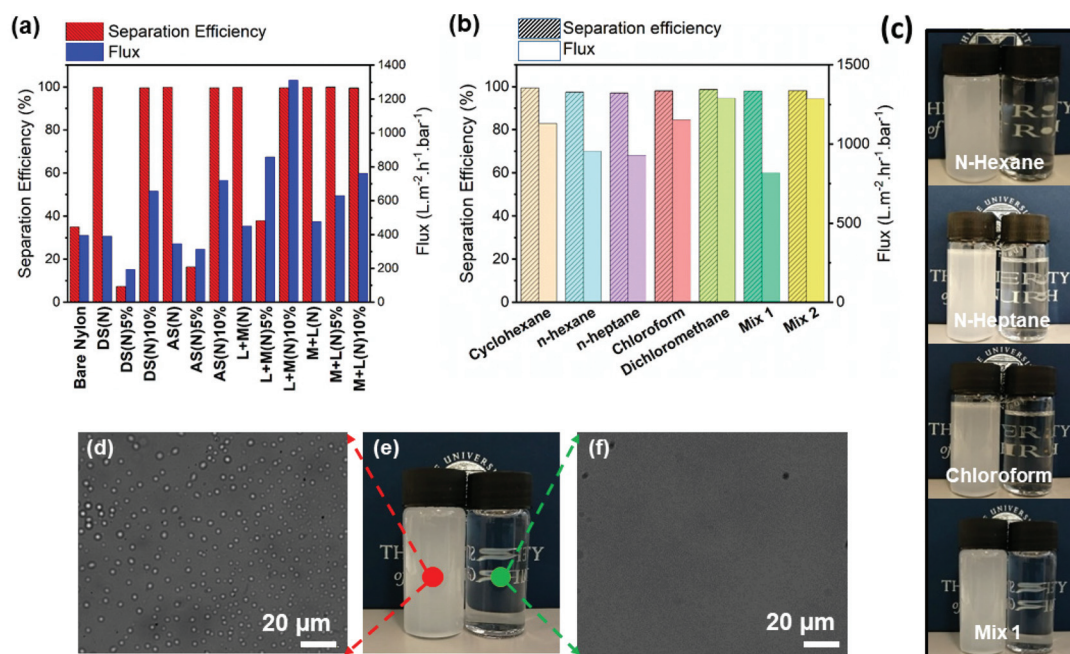 (a)
Separation Efficiency
Flux
Separation Efficiency (%)
100
80
60
40
20
0
1400
1200
1000
800
600
400
200
0
Flux (L.m⁻².h⁻¹.bar⁻¹)
Bare Nylon
DS(N)
DS(N)5%
DS(N)10%
AS(N)
AS(N)5%
AS(N)10%
L+M(N)
L+M(N)5%
L+M(N)10%
M+L(N)
M+L(N)5%
M+L(N)10%
(b)
Separation efficiency
Flux
Separation Efficiency (%)
100
80
60
40
20
0
1500
1000
500
0
Flux (L.m⁻².hr⁻¹.bar⁻¹)
Cyclohexane
n-hexane
n-heptane
Chloroform
Dichloromethane
Mix 1
Mix 2
(c)
N-Hexane
N-Heptane
Chloroform
Mix 1
(d)
20 µm
(e)
(f)
20 µm